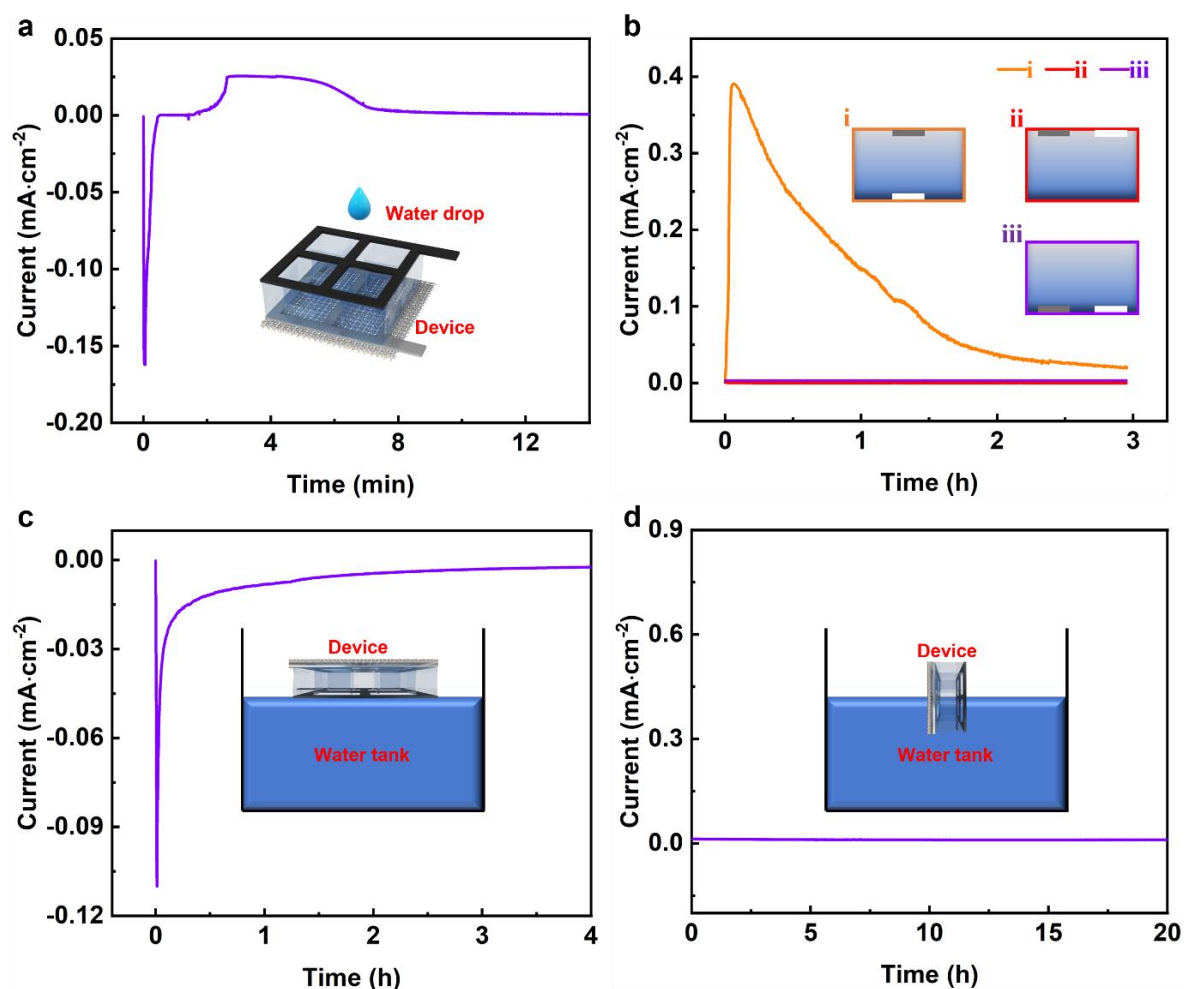 a
0.05
0.00
-0.05
-0.10
-0.15
-0.20
0
4
8
12
Current (mA·cm⁻²)
Time (min)
Water drop
Device
b
i ii iii
0.4
0.3
0.2
0.1
0.0
0
1
2
3
Current (mA·cm⁻²)
Time (h)
i
ii
iii
c
0.00
-0.03
-0.06
-0.09
-0.12
0
1
2
3
4
Current (mA·cm⁻²)
Time (h)
Device
Water tank
d
0.9
0.6
0.3
0.0
0
5
10
15
20
Current (mA·cm⁻²)
Time (h)
Device
Water tank